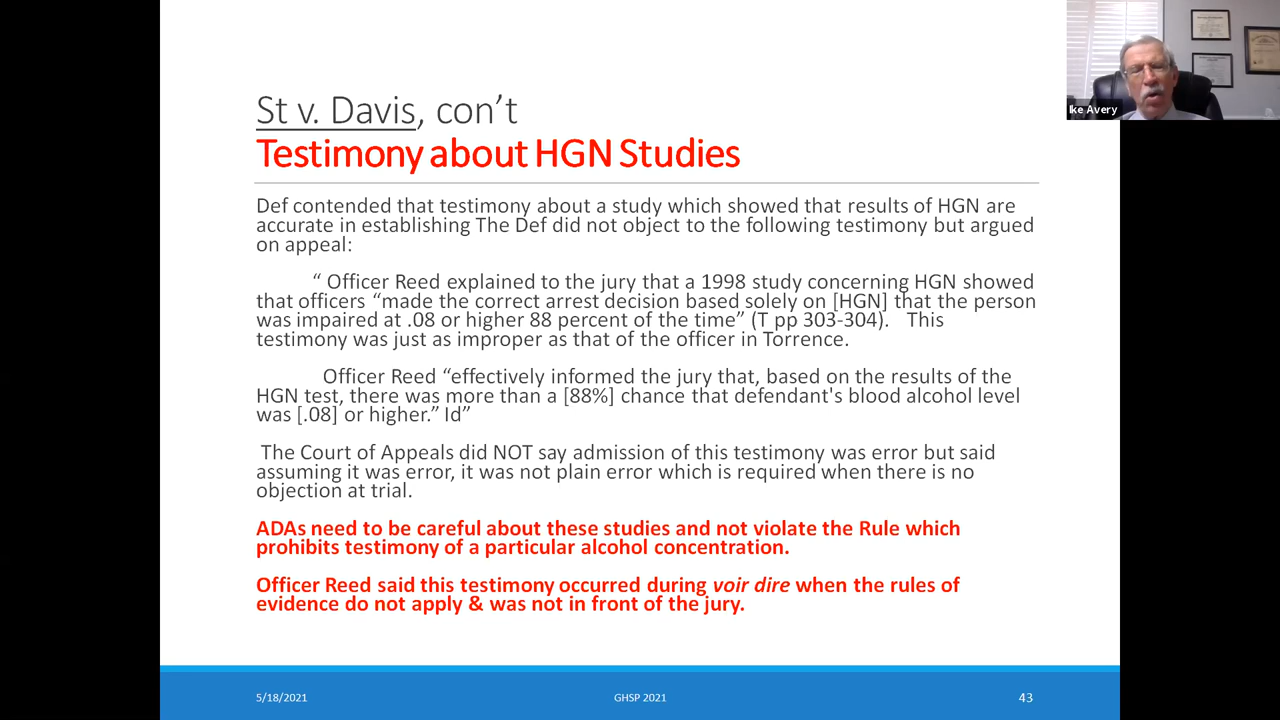 St v. Davis, con’t
Testimony about HGN Studies
Def contended that testimony about a study which showed that results of HGN are
accurate in establishing The Def did not object to the following testimony but argued
on appeal:
“ Officer Reed explained to the jury that a 1998 study concerning HGN showed
that officers “made the correct arrest decision based solely on [HGN] that the person
was impaired at .08 or higher 88 percent of the time” (T pp 303-304). This
testimony was just as improper as that of the officer in Torrence.
Officer Reed “effectively informed the jury that, based on the results of the
HGN test, there was more than a [88%] chance that defendant's blood alcohol level
was [.08] or higher.” Id”
The Court of Appeals did NOT say admission of this testimony was error but said
assuming it was error, it was not plain error which is required when there is no
objection at trial.
ADAs need to be careful about these studies and not violate the Rule which
prohibits testimony of a particular alcohol concentration.
Officer Reed said this testimony occurred during voir dire when the rules of
evidence do not apply & was not in front of the jury.
5/18/2021
GHSP 2021
43
Ike Avery